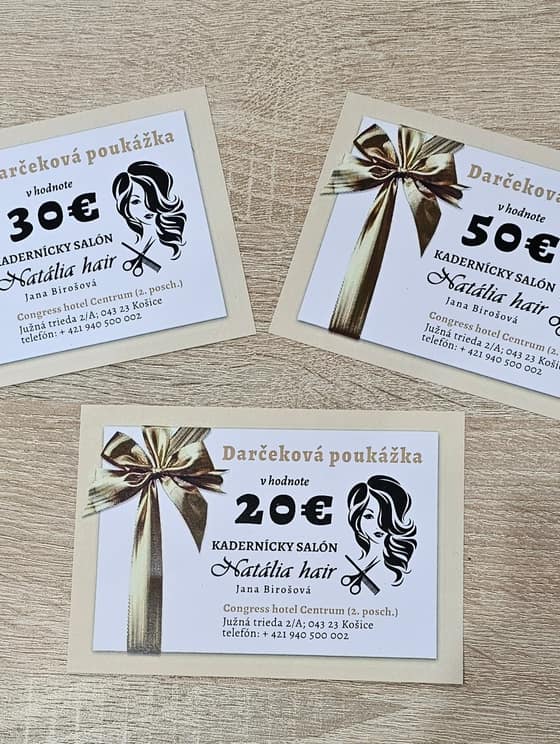 arčeková poukážka
v hodnote
30€
KADERNÍCKY SALÓN
Natália hair
Jana Birošová
Congress hotel Centrum (2. posch.)
Južná trieda 2/A; 043 23 Košice
telefón: + 421 940 500 002
Darčeková
v hodnote
50€
KADERNÍCKY SALÓN
Natália hair
Jana Birošová
Congress hotel Centrum (2.
Južná trieda 2/A; 043 23 Košice
telefón: + 421 940 500 002
Darčeková poukážka
v hodnote
20€
KADERNÍCKY SALÓN
Natália hair
Jana Birošová
Congress hotel Centrum (2. posch.)
Južná trieda 2/A; 043 23 Košice
telefón: + 421 940 500 002